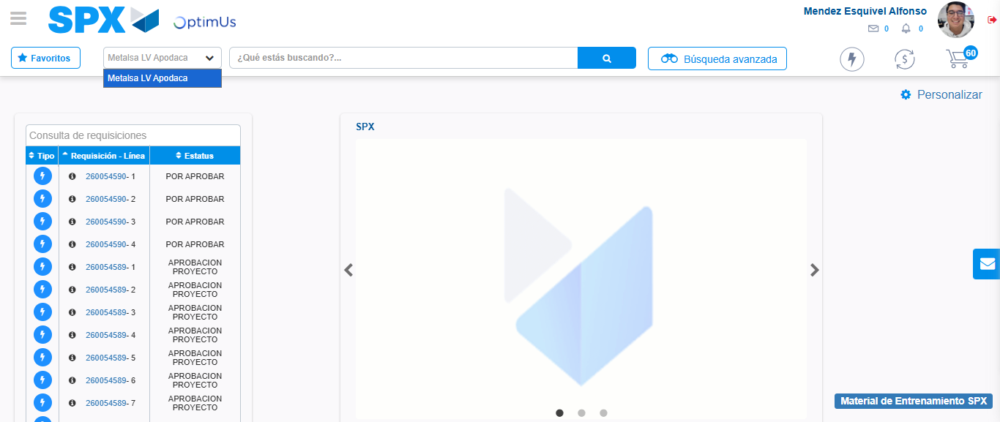 SPX
OptimUs
Mendez Esquivel Alfonso
0
0
Favoritos
Metalsa LV Apodaca
¿Qué estás buscando?...
Búsqueda avanzada
60
Metalsa LV Apodaca
Personalizar
Consulta de requisiciones
Tipo Requisición - Línea Estatus
260054590- 1 POR APROBAR
260054590- 2 POR APROBAR
260054590- 3 POR APROBAR
260054590- 4 POR APROBAR
260054589- 1 APROBACION
PROYECTO
260054589- 2 APROBACION
PROYECTO
260054589- 3 APROBACION
PROYECTO
260054589- 4 APROBACION
PROYECTO
260054589- 5 APROBACION
PROYECTO
260054589- 6 APROBACION
PROYECTO
260054589- 7 APROBACION
PROYECTO
SPX
Material de Entrenamiento SPX